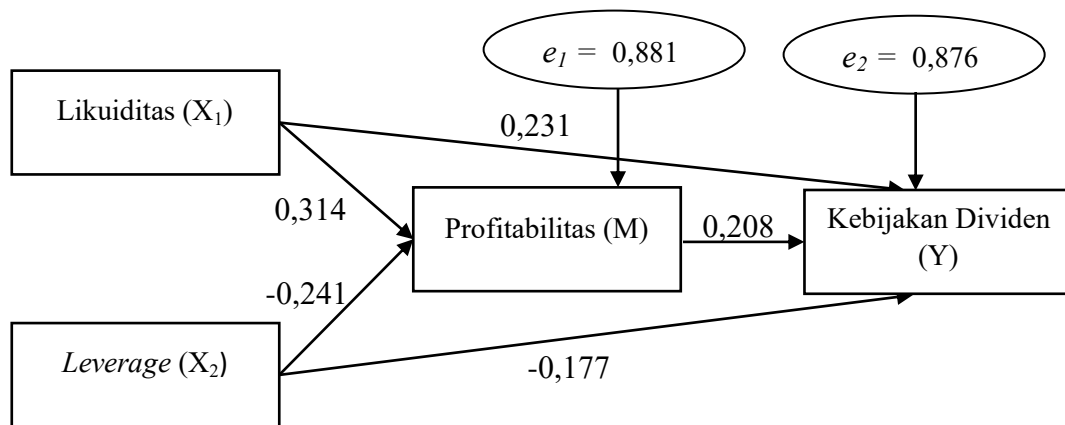 e₁ = 0,881
e₂ = 0,876
Likuiditas (X₁)
0,231
0,314
Profitabilitas (M)
0,208
Kebijakan Dividen
(Y)
-0,241
Leverage (X₂)
-0,177